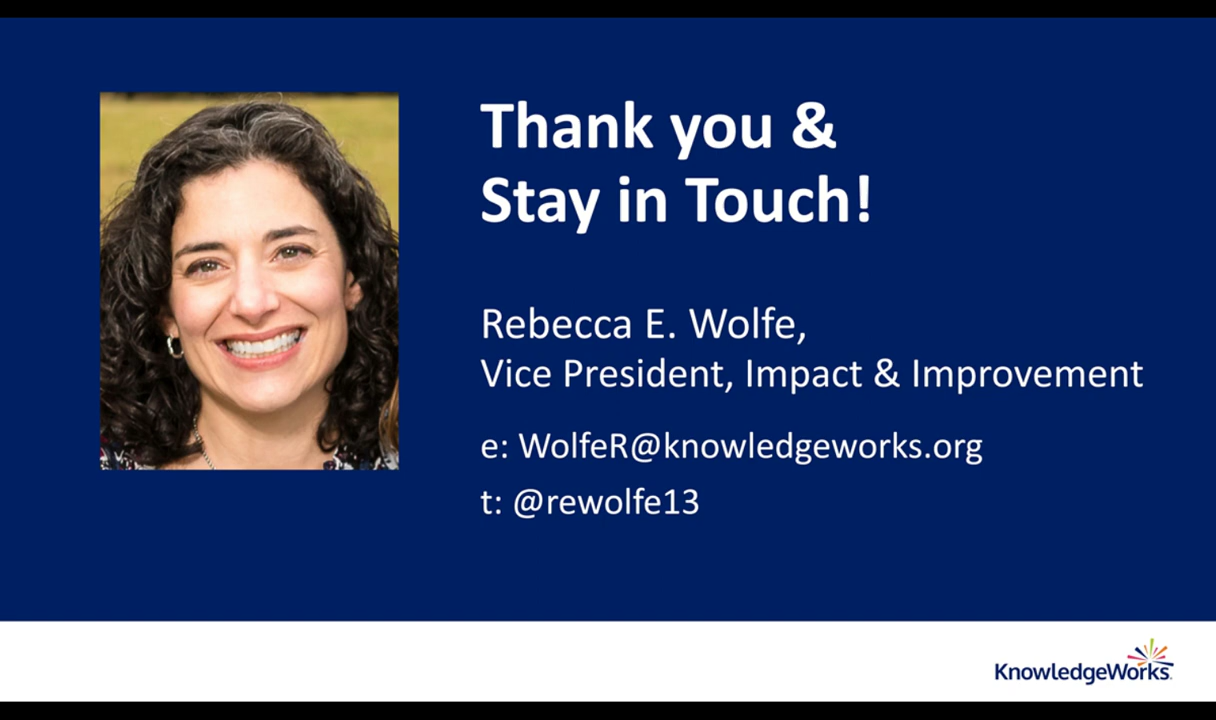 Thank you &
Stay in Touch!
Rebecca E. Wolfe,
Vice President, Impact & Improvement
e: WolfeR@knowledgeworks.org
t: @rewolfe13
KnowledgeWorks